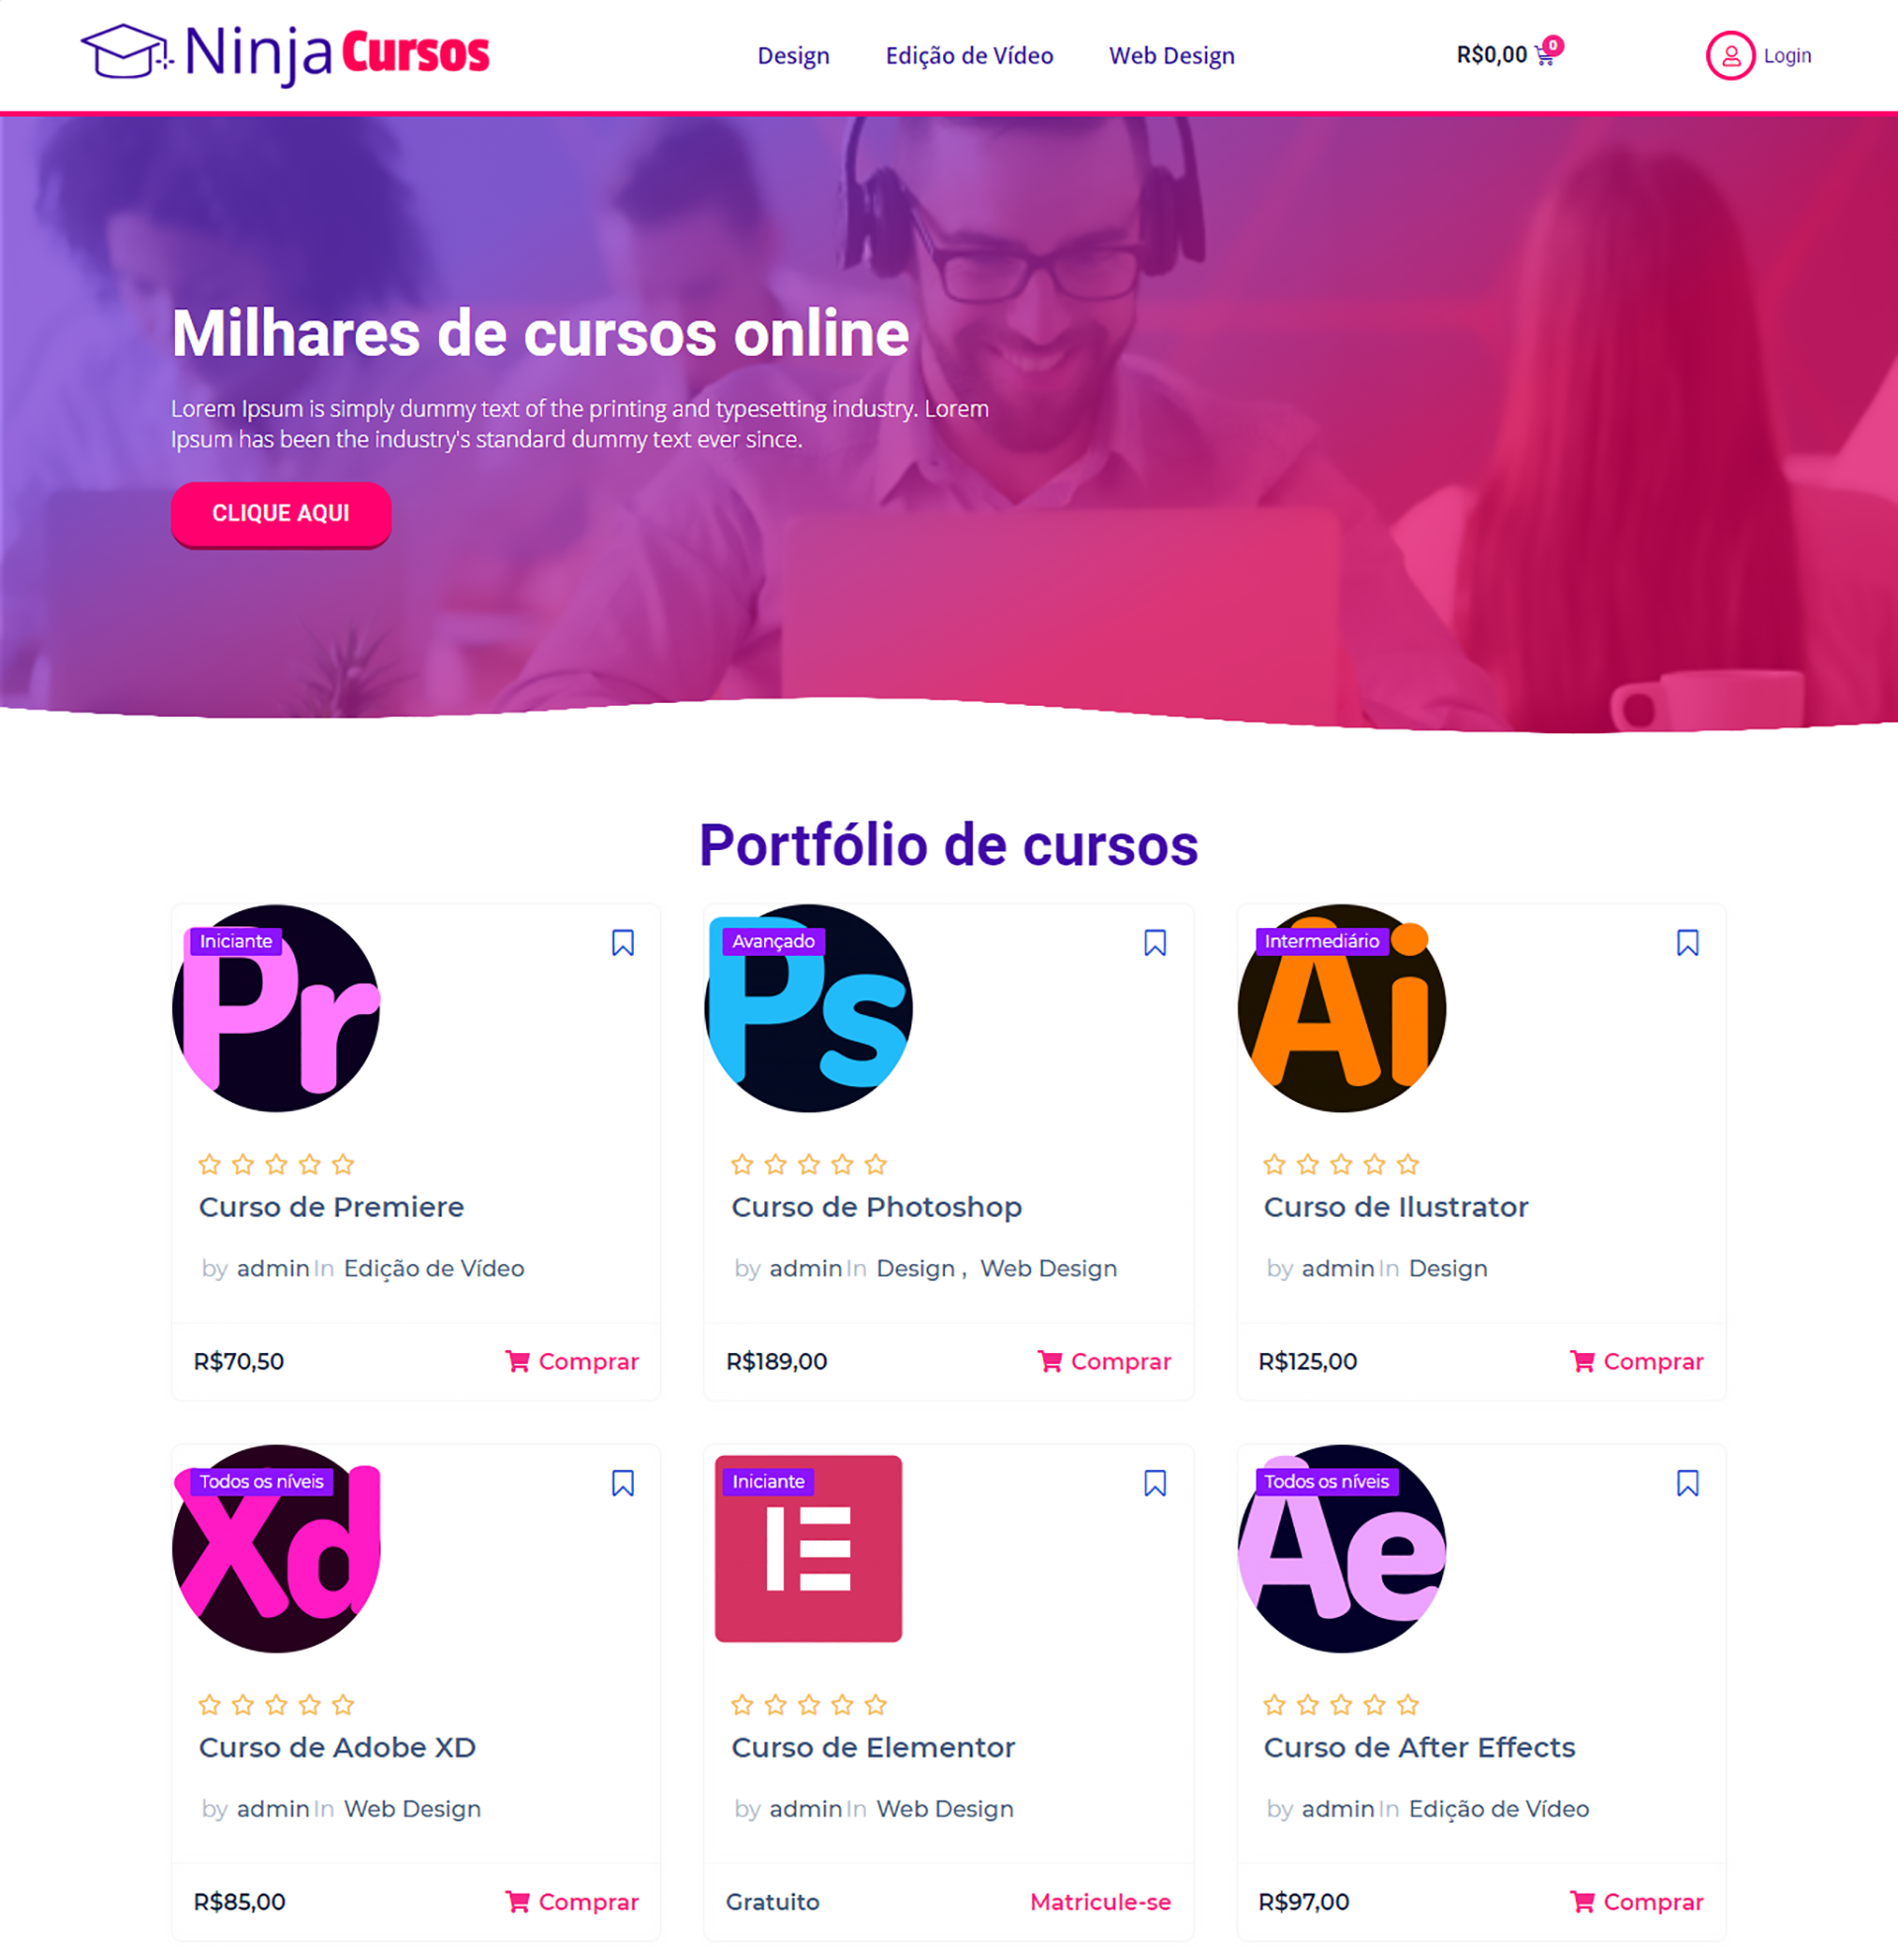 Ninja Cursos
Design
Edição de Vídeo
Web Design
R$0,00
0
Login
Milhares de cursos online
Lorem Ipsum is simply dummy text of the printing and typesetting industry. Lorem
Ipsum has been the industry's standard dummy text ever since.
CLIQUE AQUI
Portfólio de cursos
Pr
Iniciante
Curso de Premiere
by admin In Edição de Vídeo
R$70,50
Comprar
Ps
Avançado
Curso de Photoshop
by admin In Design , Web Design
R$189,00
Comprar
Ai
Intermediário
Curso de Ilustrator
by admin In Design
R$125,00
Comprar
Xd
Todos os níveis
Curso de Adobe XD
by admin In Web Design
R$85,00
Comprar
Iniciante
Curso de Elementor
by admin In Web Design
Gratuito
Matricule-se
Ae
Todos os níveis
Curso de After Effects
by admin In Edição de Vídeo
R$97,00
Comprar